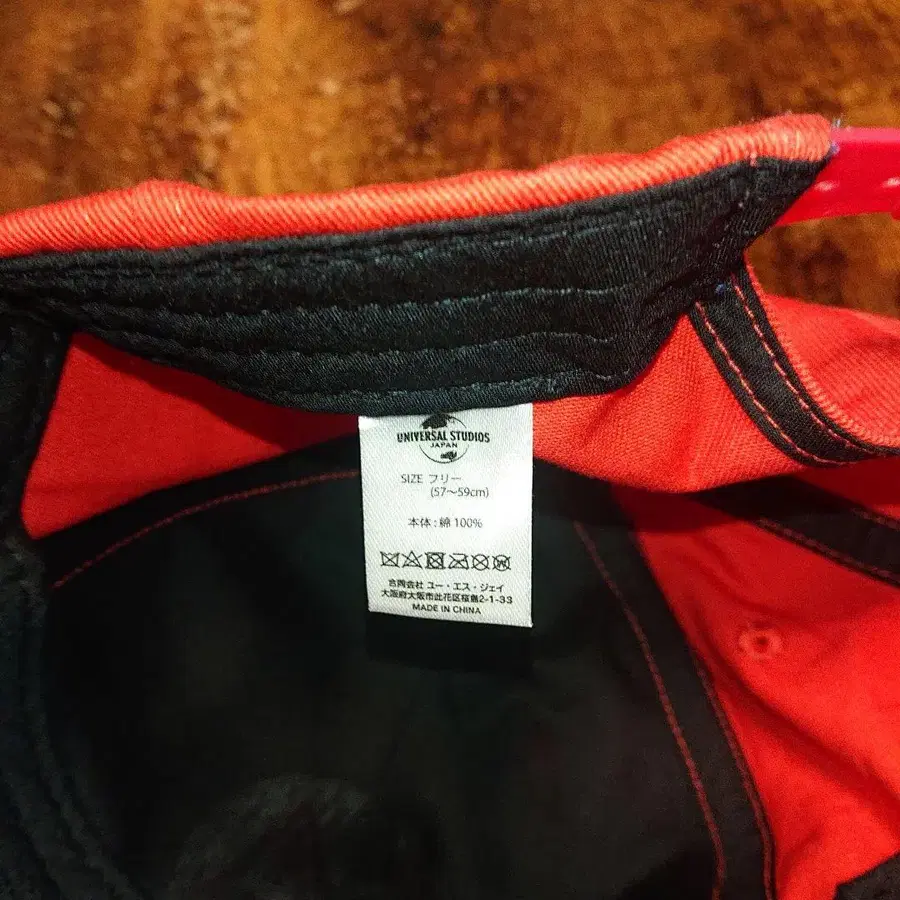 UNIVERSAL STUDIOS
JAPAN
SIZE フリー
(57～59cm)
本体 : 綿 100%
合同会社 ユー・エス・ジェイ
大阪府大阪市此花区桜島2-1-33
MADE IN CHINA